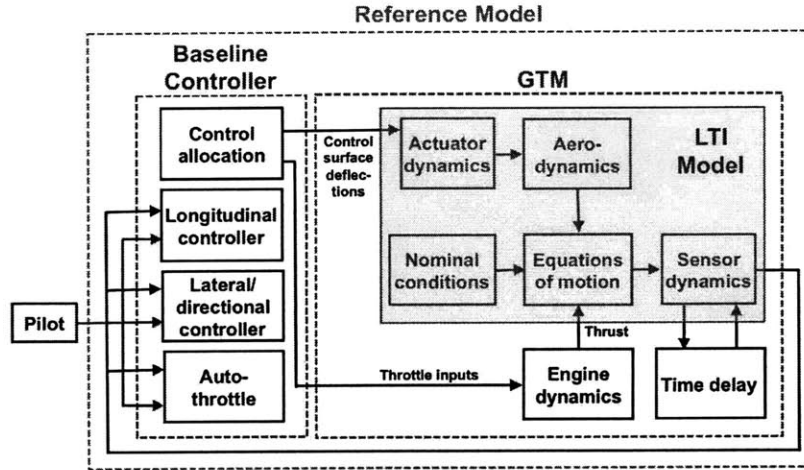 Reference Model
Baseline
Controller
GTM
Control
allocation
Longitudinal
controller
Lateral/
directional
controller
Auto-
throttle
Pilot
Control
surface
deflec-
tions
Actuator
dynamics
Aero-
dynamics
LTI
Model
Nominal
conditions
Equations
of motion
Sensor
dynamics
Thrust
Throttle inputs
Engine
dynamics
Time delay